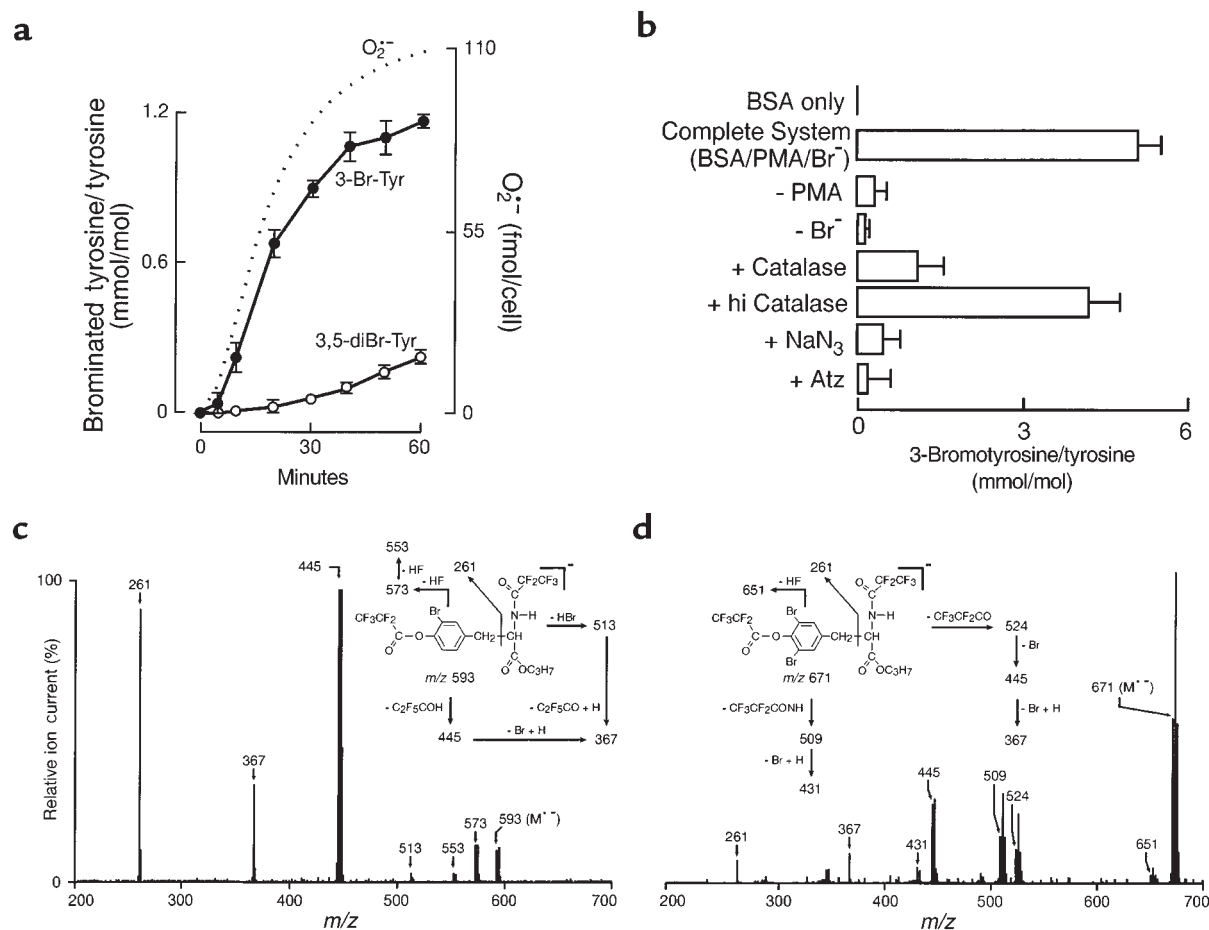 a
O₂•⁻
110
1.2
3-Br-Tyr
Brominated tyrosine/tyrosine
(mmol/mol)
0.6
55
O₂•⁻ (fmol/cell)
3,5-diBr-Tyr
0
0
0
30
60
Minutes
b
BSA only
Complete System
(BSA/PMA/Br⁻)
- PMA
- Br⁻
+ Catalase
+ hi Catalase
+ NaN₃
+ Atz
0
3
6
3-Bromotyrosine/tyrosine
(mmol/mol)
c
100
Relative ion current (%)
0
261
367
445
513
553
573
593 (M•⁻)
553
- HF
573
- HF
261
CF₂CF₃
C
O
N–H
–
CF₃CF₂
C–O
O
Br
CH₂–C–H
C
O
OC₃H₇
- HBr
513
m/z 593
- C₂F₅COH
- C₂F₅CO + H
445
- Br + H
367
200
300
400
500
600
700
m/z
d
- HF
651
261
CF₂CF₃
C
O
N–H
–
CF₃CF₂
C–O
O
Br
Br
CH₂–C–H
C
O
OC₃H₇
- CF₃CF₂CO
524
- Br
445
- Br + H
367
m/z 671
- CF₃CF₂CONH
509
- Br + H
431
671 (M•⁻)
261
367
431
445
509
524
651
200
300
400
500
600
700
m/z